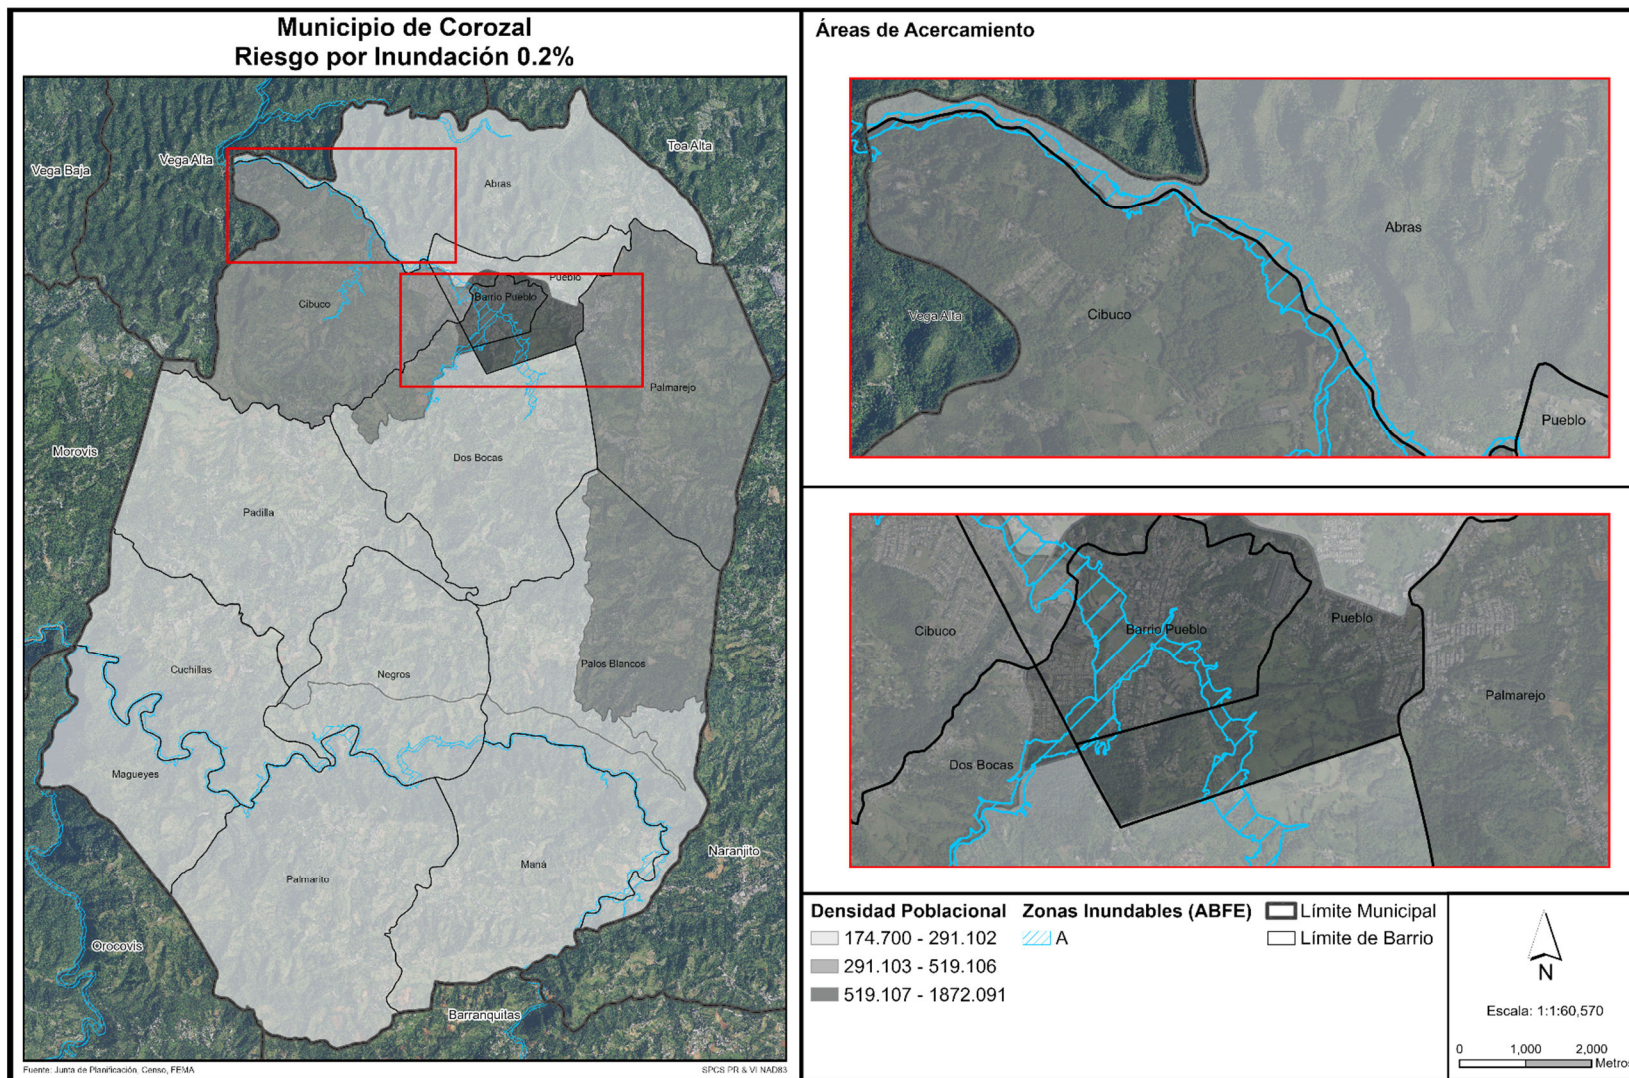 Municipio de Corozal
Riesgo por Inundación 0.2%
Vega Baja
Vega Alta
Toa Alta
Abras
Pueblo
Barrio Pueblo
Cibuco
Palmarejo
Morovis
Dos Bocas
Padilla
Cuchillas
Negros
Palos Blancos
Magueyes
Palmarito
Maná
Naranjito
Orocovis
Barranquitas
Fuente: Junta de Planificación, Censo, FEMA
SPCS PR & VI NAD83
Áreas de Acercamiento
Abras
Vega Alta
Cibuco
Pueblo
Cibuco
Barrio Pueblo
Pueblo
Palmarejo
Dos Bocas
Densidad Poblacional
174.700 - 291.102
291.103 - 519.106
519.107 - 1872.091
Zonas Inundables (ABFE)
A
Límite Municipal
Límite de Barrio
N
Escala: 1:1:60,570
0 1,000 2,000
Metros